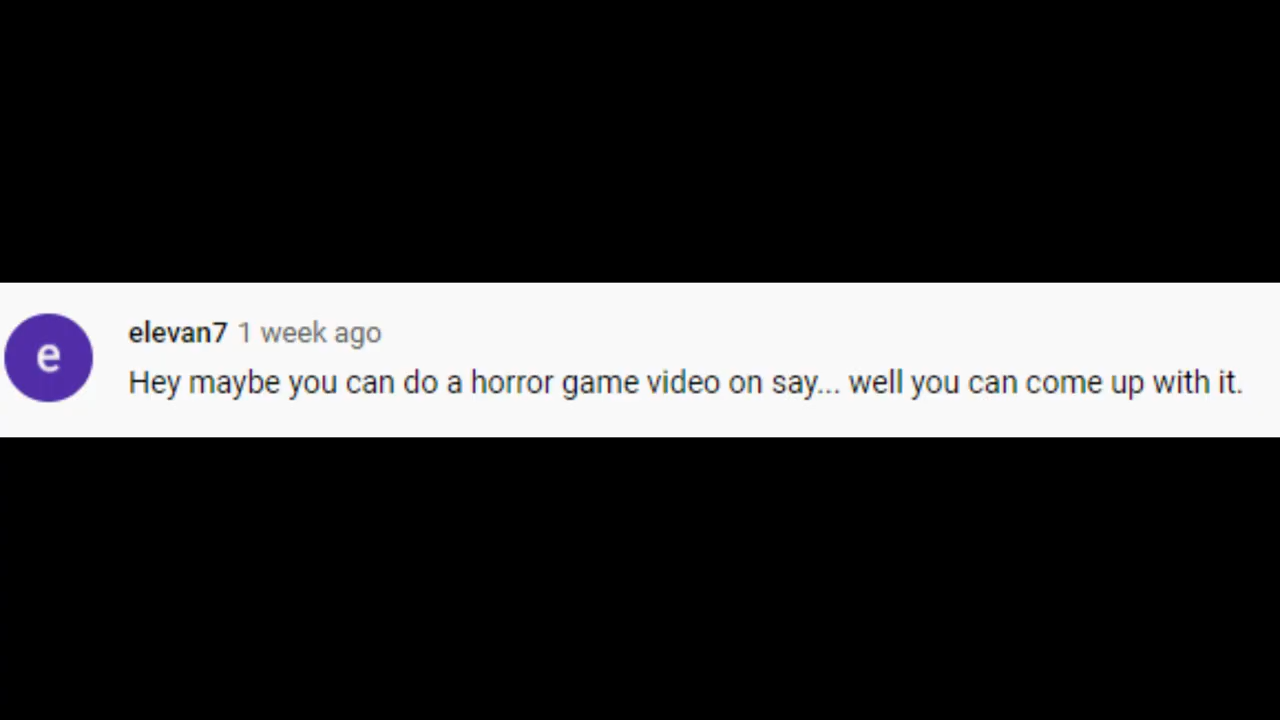 e
elevan7 1 week ago
Hey maybe you can do a horror game video on say... well you can come up with it.